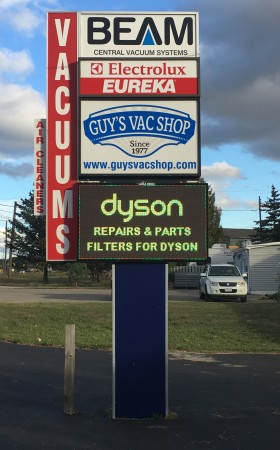 VACUUMS
AIR CLEANERS
BEAM
CENTRAL VACUUM SYSTEMS
Electrolux
EUREKA
GUY'S VAC SHOP
Since
1977
www.guysvacshop.com
dyson
REPAIRS & PARTS
FILTERS FOR DYSON